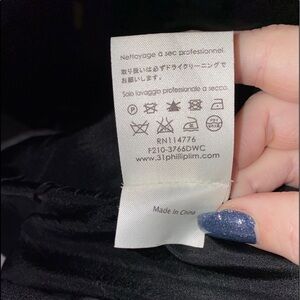 Nettoyage à sec professionnel.
取り扱いは必ずドライクリーニングで
お願いします。
Solo lavaggio professionale a secco.
RN114776
F210-3766DWC
www.31philliplim.com
Made in China